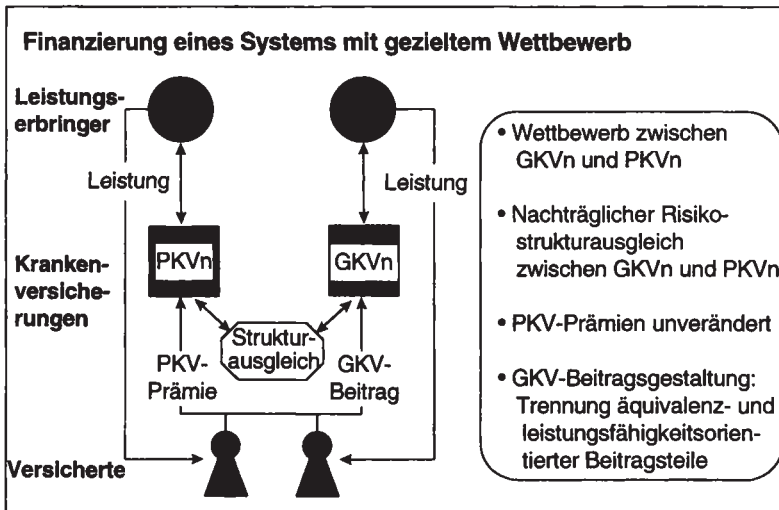 Finanzierung eines Systems mit gezieltem Wettbewerb
Leistungs-
erbringer
Leistung
Leistung
Kranken-
versiche-
rungen
PKVn
GKVn
Struktur-
ausgleich
PKV-
Prämie
GKV-
Beitrag
Versicherte
• Wettbewerb zwischen
GKVn und PKVn
• Nachträglicher Risiko-
strukturausgleich
zwischen GKVn und PKVn
• PKV-Prämien unverändert
• GKV-Beitragsgestaltung:
Trennung äquivalenz- und
leistungsfähigkeitsorien-
tierter Beitragsteile